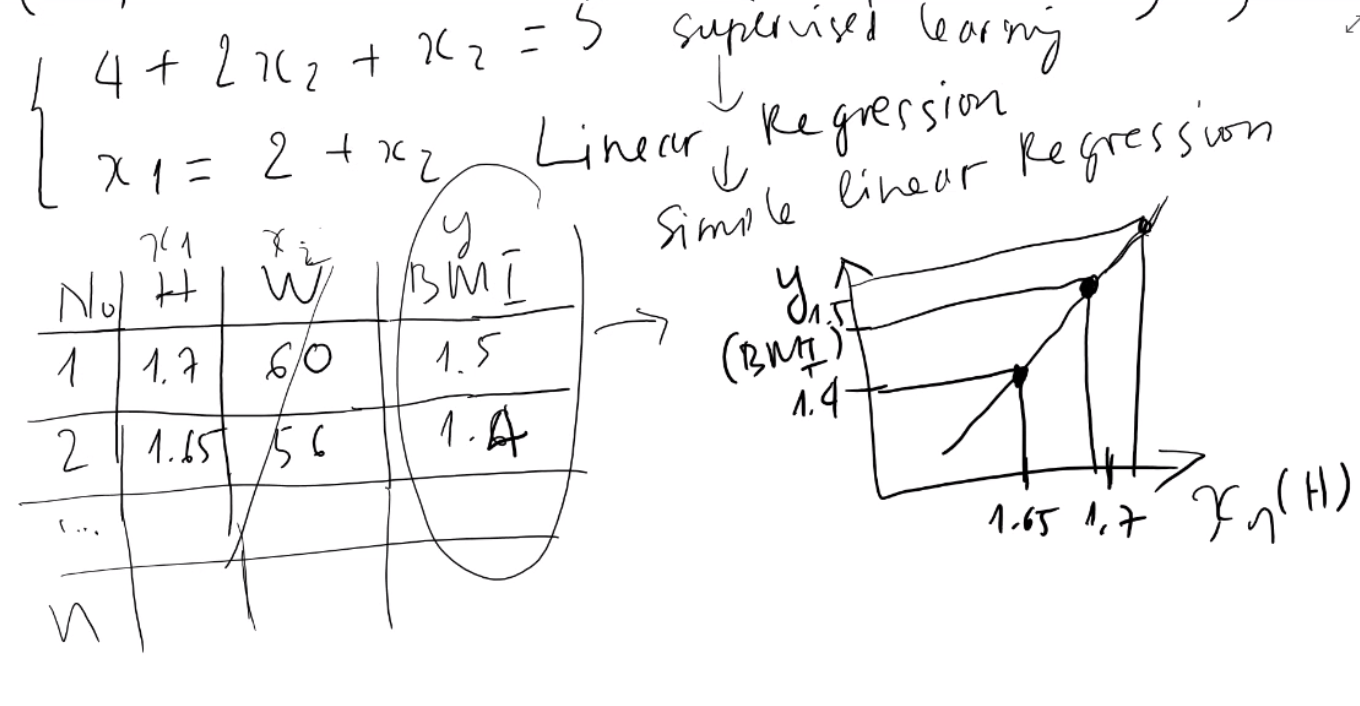 4 + 2x₂ + x₂ = 5
x1 = 2 + x₂
supervised learning
↓
Linear Regression
↓
Simple linear Regression
x1 x₂ y
No H W BMI
1 1.7 60 1.5
2 1.65 56 1.4
...
n
y
(BMI)
1.5
1.4
1.65 1.7
(H)